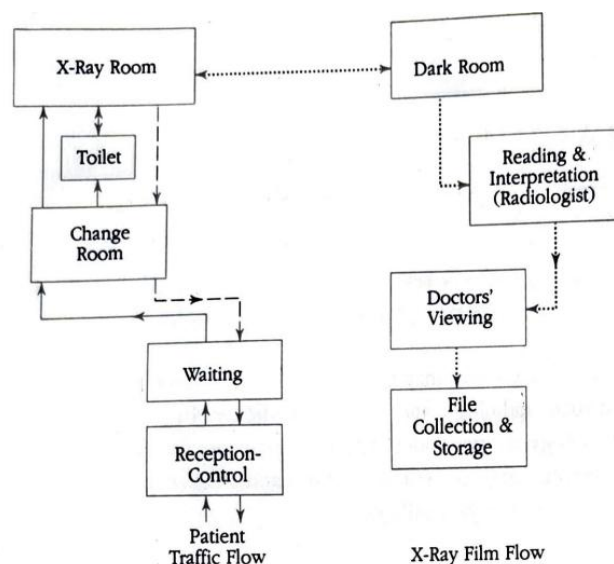 X-Ray Room
Dark Room
Toilet
Reading &
Interpretation
(Radiologist)
Change
Room
Doctors'
Viewing
Waiting
File
Collection &
Storage
Reception-
Control
Patient
Traffic Flow
X-Ray Film Flow